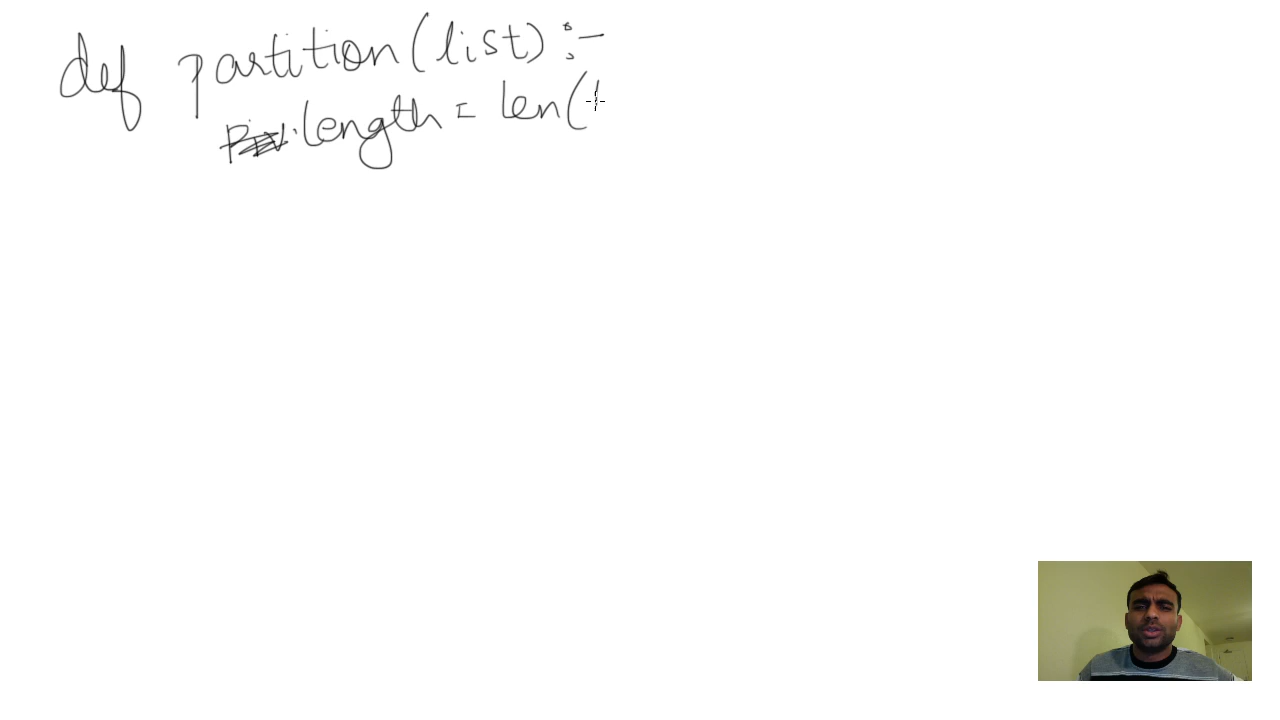 def partition(list) :-
length = len(